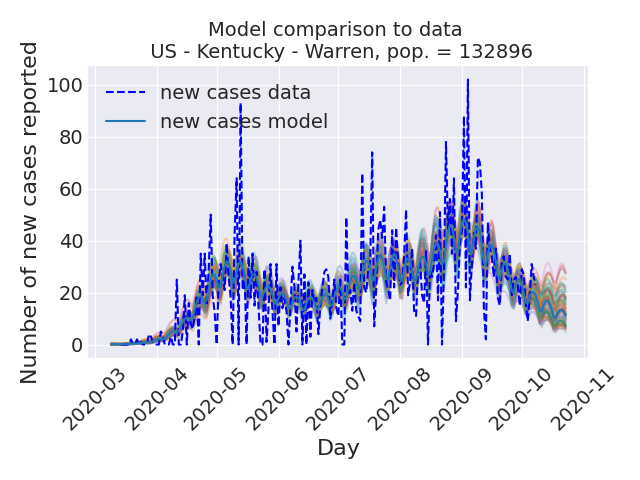 Model comparison to data
US - Kentucky - Warren, pop. = 132896
Number of new cases reported
100
80
60
40
20
0
new cases data
new cases model
2020-03
2020-04
2020-05
2020-06
2020-07
2020-08
2020-09
2020-10
2020-11
Day